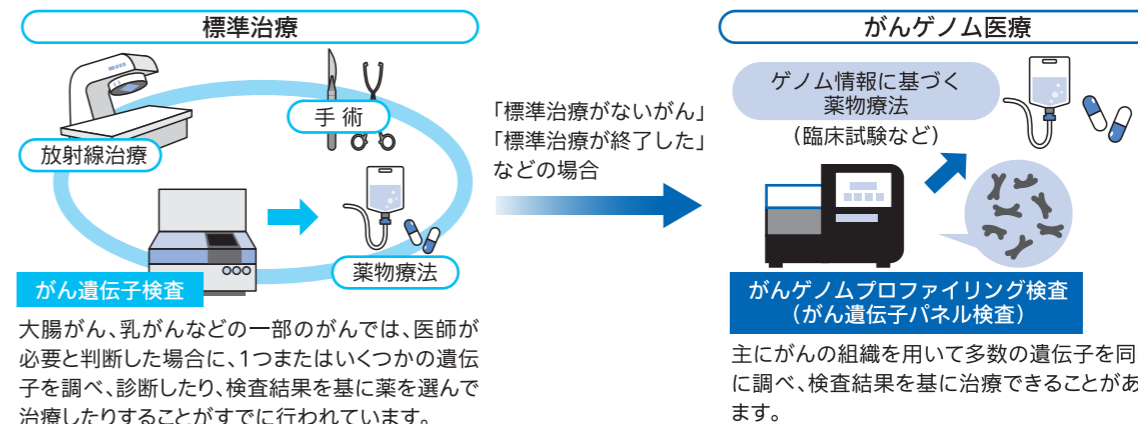 標準治療
手術
放射線治療
薬物療法
がん遺伝子検査
大腸がん、乳がんなどの一部のがんでは、医師が
必要と判断した場合に、1つまたはいくつかの遺伝
子を調べ、診断したり、検査結果を基に薬を選んで
治療したりすることがすでに行われています。
「標準治療がないがん」
「標準治療が終了した」
などの場合
がんゲノム医療
ゲノム情報に基づく
薬物療法
(臨床試験など)
がんゲノムプロファイリング検査
(がん遺伝子パネル検査)
主にがんの組織を用いて多数の遺伝子を同
に調べ、検査結果を基に治療できることがあ
ます。